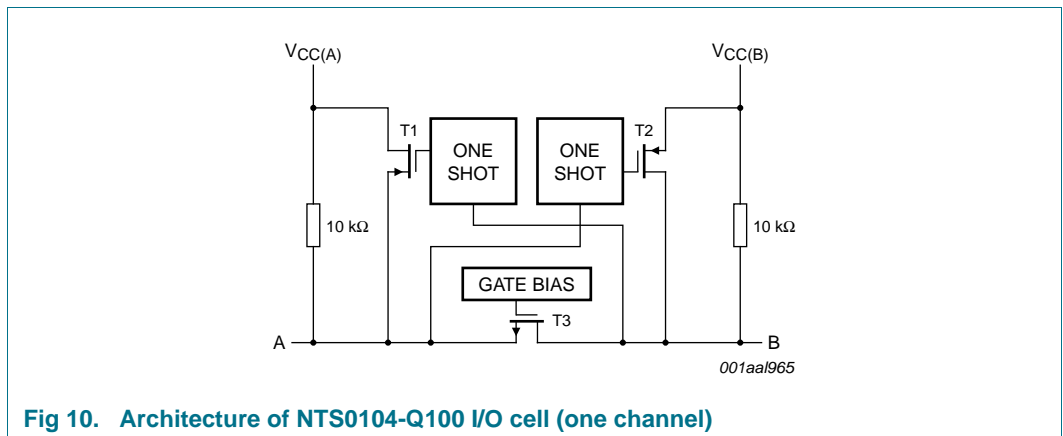 VCC(A)
VCC(B)
T1
T2
ONE
SHOT
ONE
SHOT
10 kΩ
10 kΩ
GATE BIAS
T3
A
B
001aal965
Fig 10. Architecture of NTS0104-Q100 I/O cell (one channel)